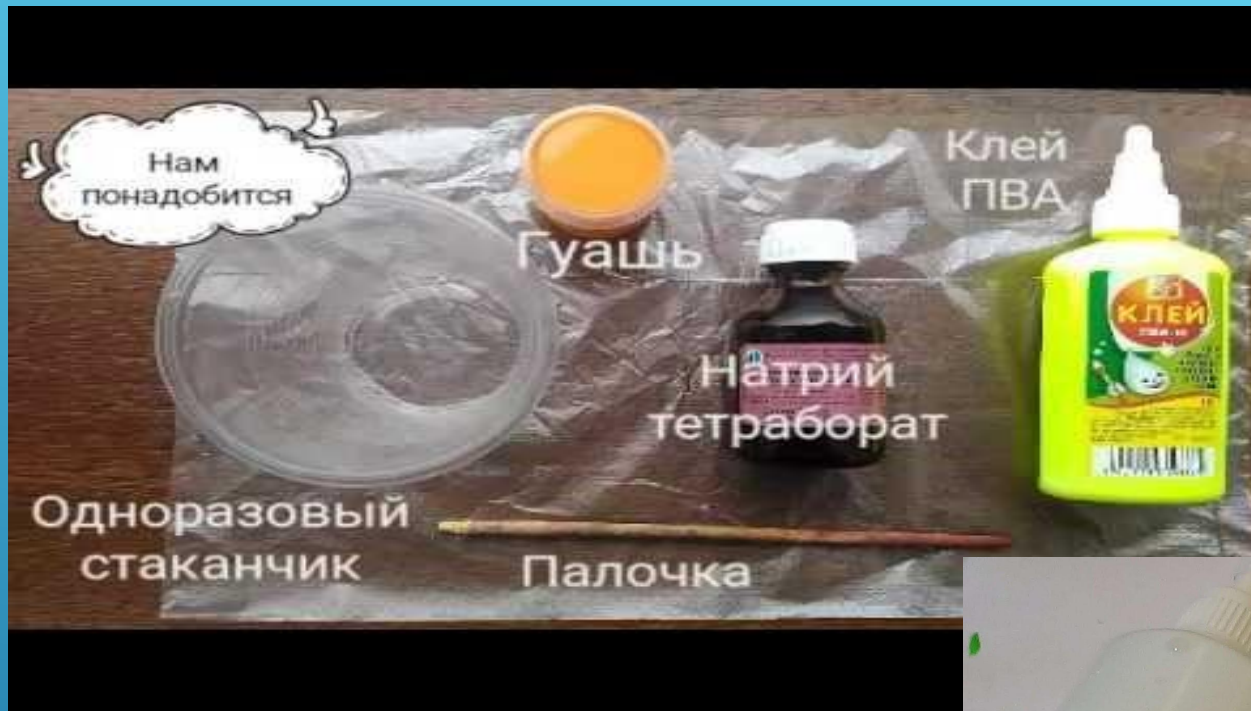 Нам
понадобится
Гуашь
Клей
ПВА
КЛЕЙ
Натрий
тетраборат
Одноразовый
стаканчик
Палочка